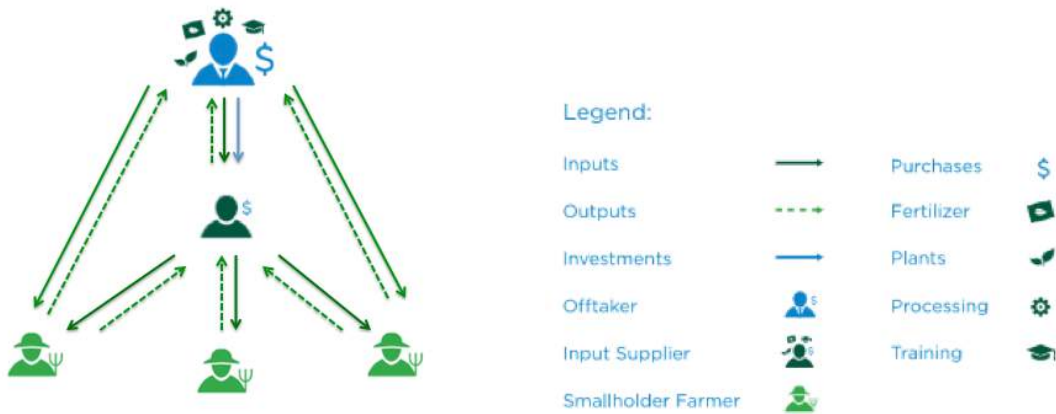 $
$
Legend:
Inputs
Purchases $
Outputs
Fertilizer
Investments
Plants
Offtaker $
Processing
Input Supplier $
Training
Smallholder Farmer